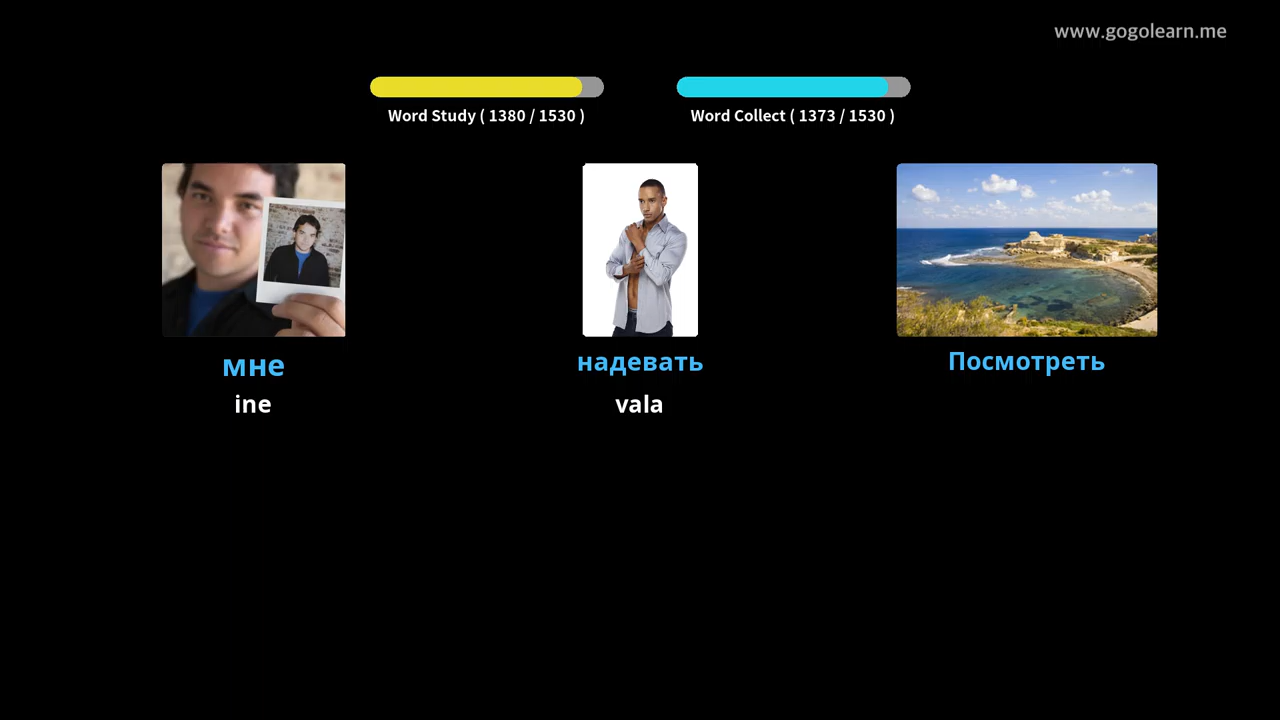 www.gogolearn.me
Word Study ( 1380 / 1530 )
Word Collect ( 1373 / 1530 )
мне
надевать
Посмотреть
ine
vala